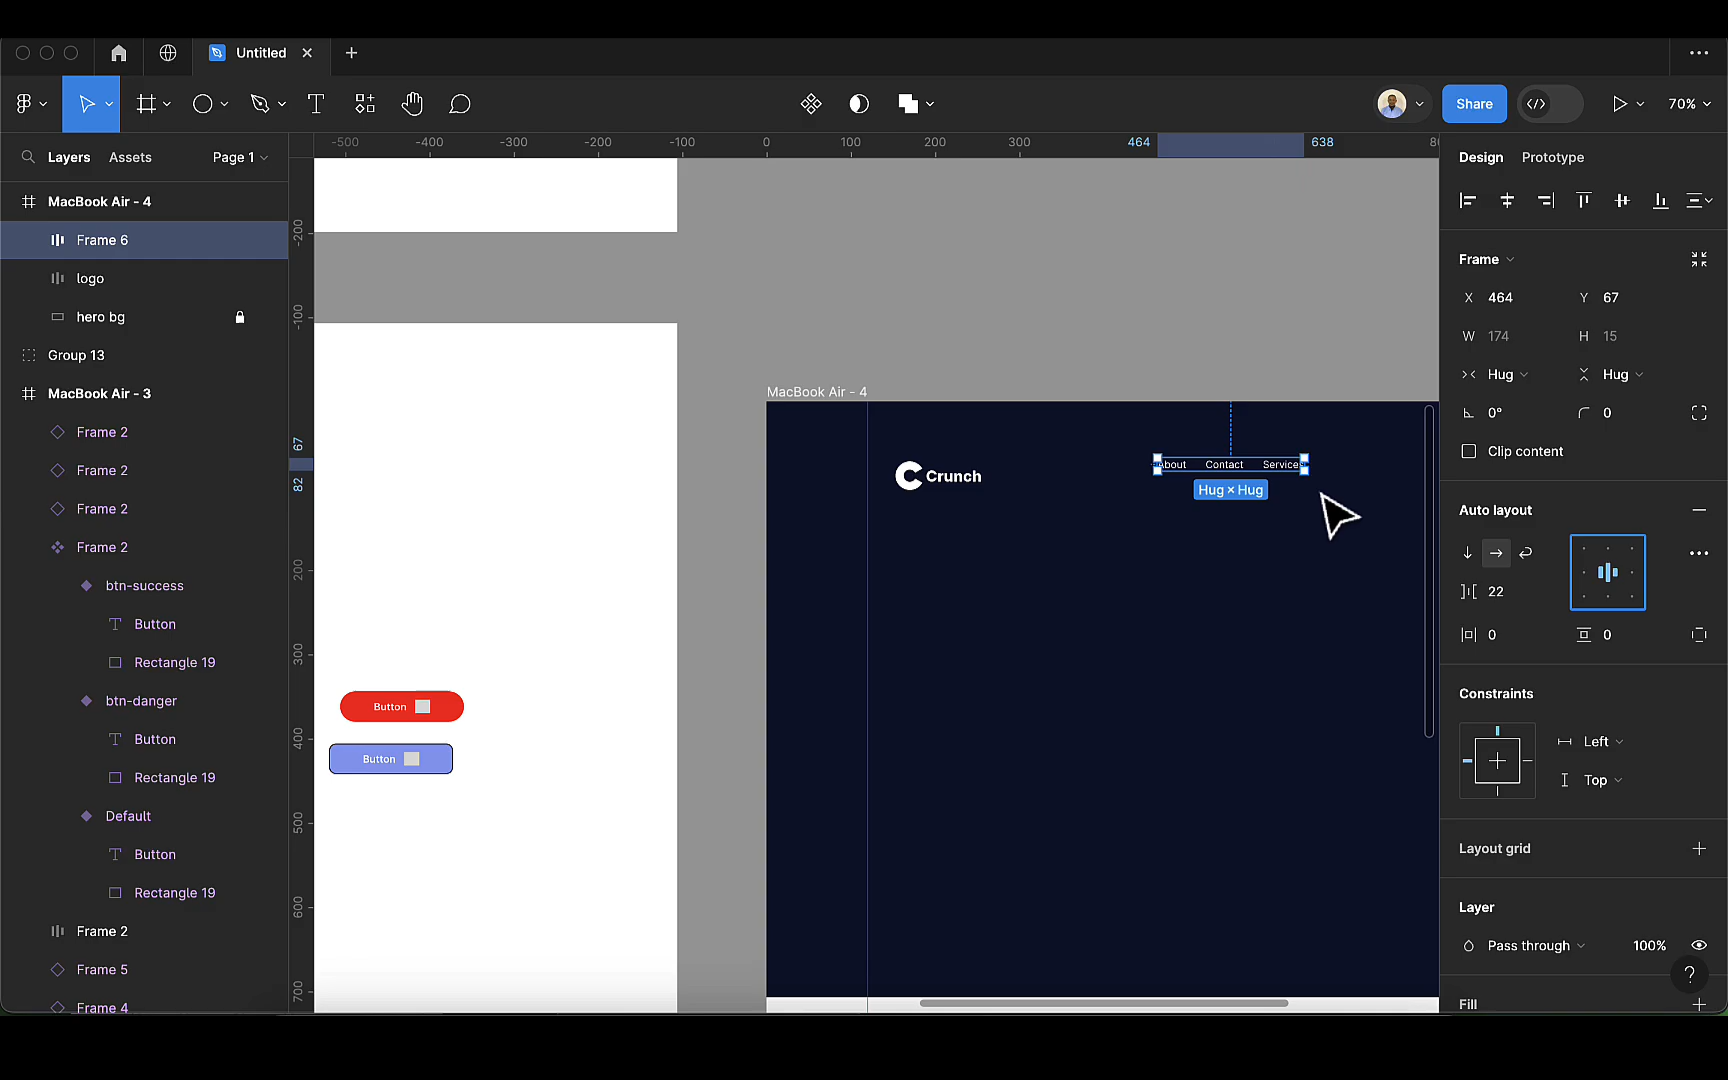 Untitled
Share
70%
Layers
Assets
Page 1
-500
-400
-300
-200
-100
0
100
200
300
464
638
Design
Prototype
MacBook Air - 4
Frame 6
logo
hero bg
Group 13
MacBook Air - 3
Frame 2
Frame 2
Frame 2
Frame 2
btn-success
Button
Rectangle 19
btn-danger
Button
Rectangle 19
Default
Button
Rectangle 19
Frame 2
Frame 5
Frame 4
-200
-100
67
82
200
300
400
500
600
700
Button
Button
MacBook Air - 4
Crunch
About
Contact
Services
Hug × Hug
Frame
X 464
Y 67
W 174
H 15
Hug
Hug
0°
0
Clip content
Auto layout
22
0
0
Constraints
Left
Top
Layout grid
Layer
Pass through
100%
?
Fill